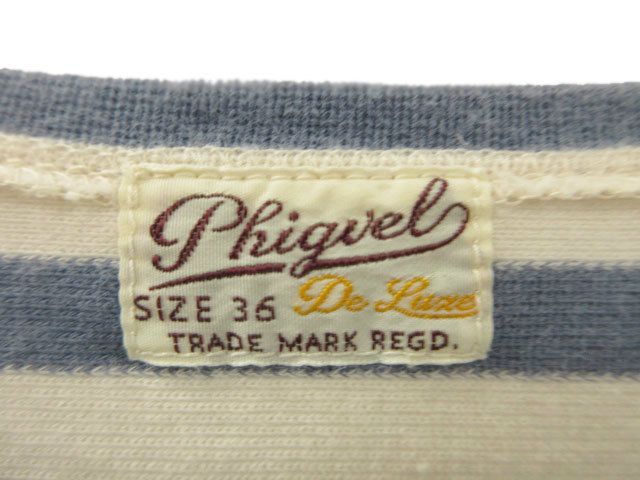 Phigvel
SIZE 36 De Luxe
TRADE MARK REGD.